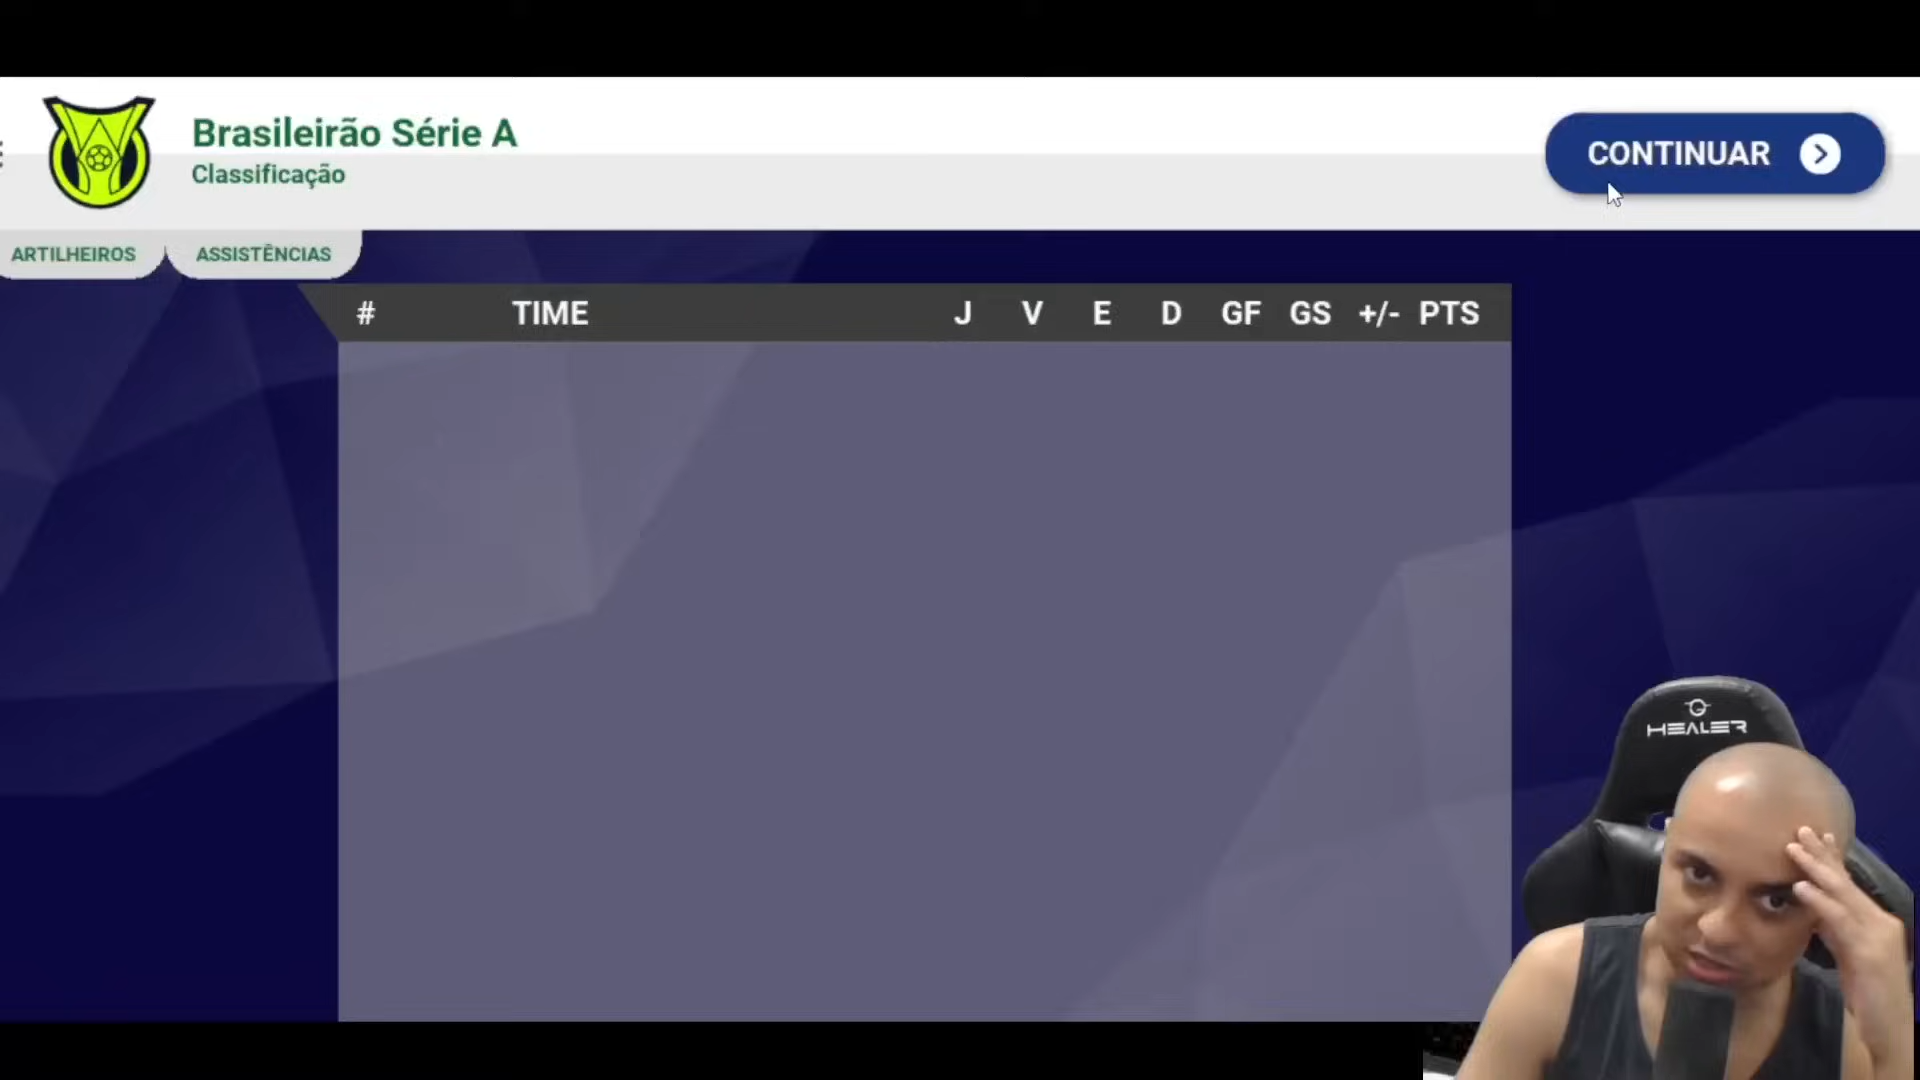 Brasileirão Série A
Classificação
CONTINUAR
ARTILHEIROS ASSISTÊNCIAS
# TIME J V E D GF GS +/- PTS
HEALER